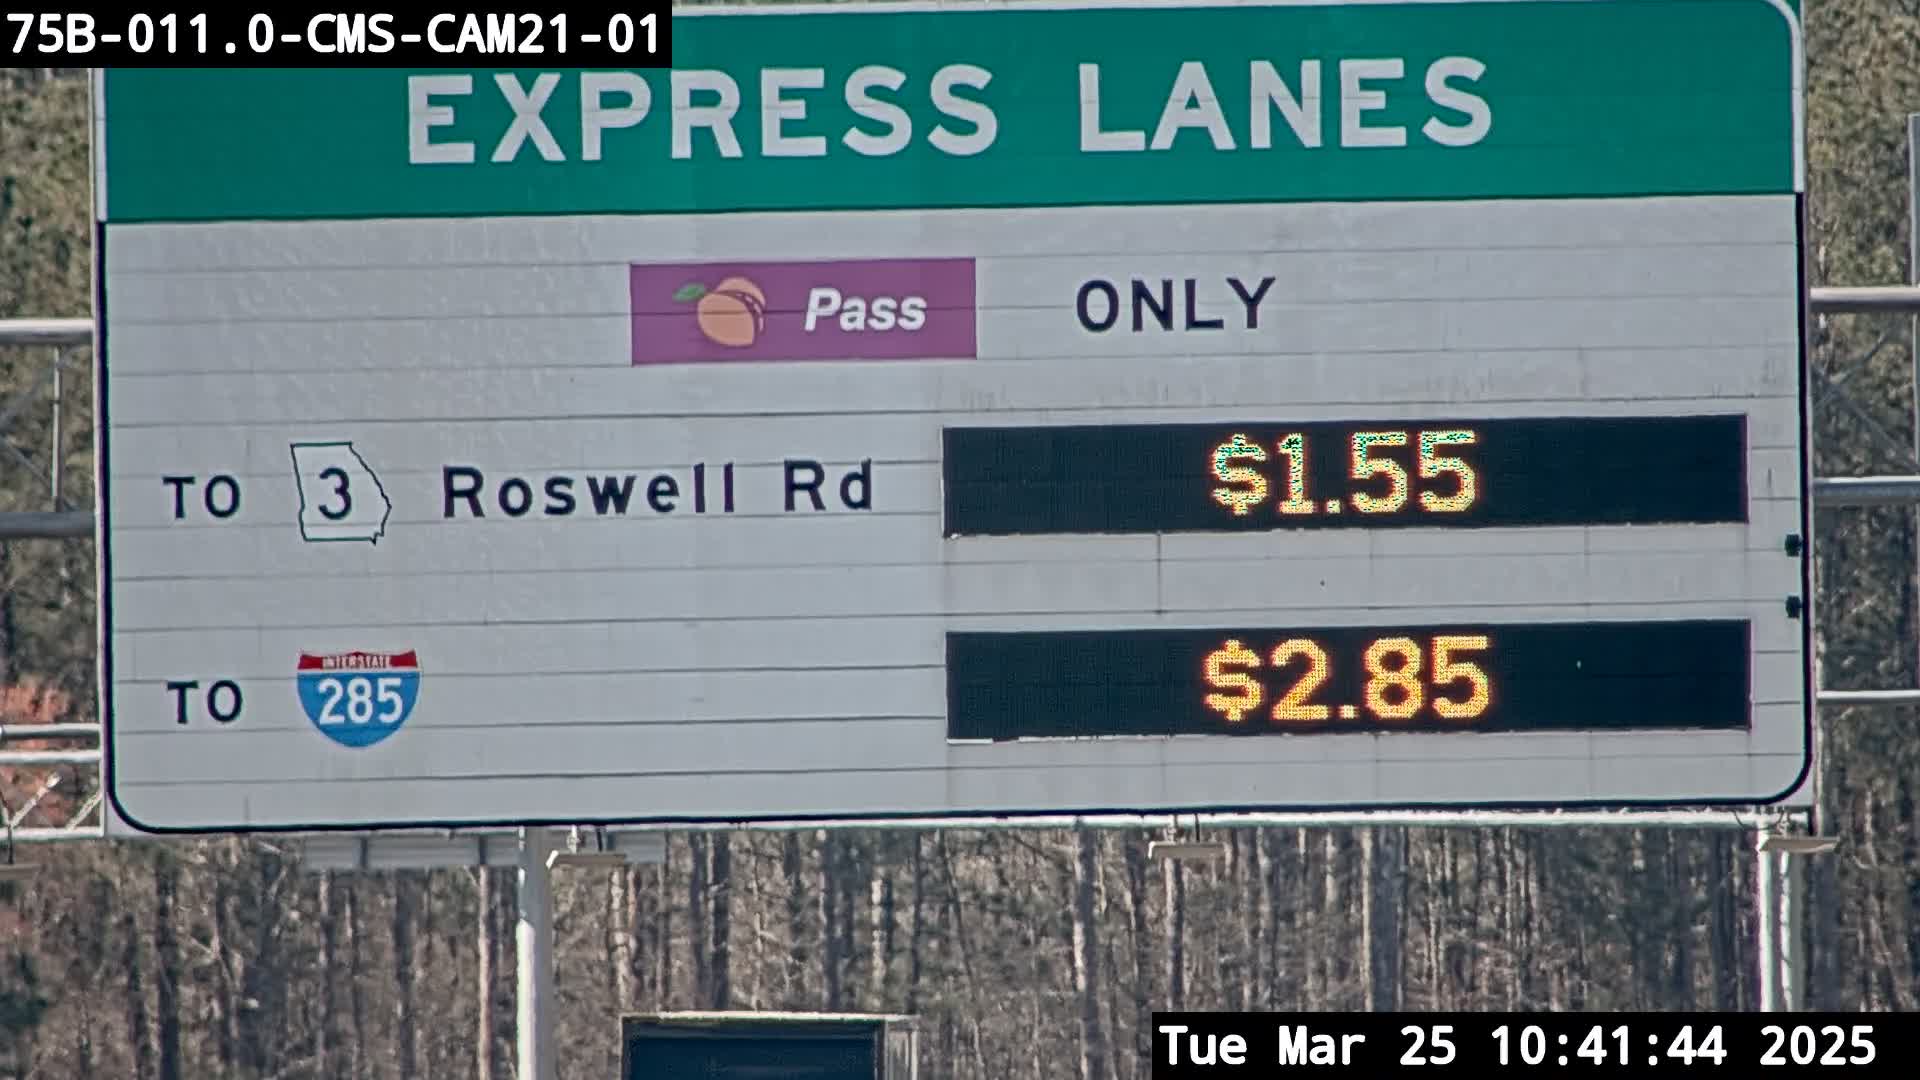 75B-011.0-CMS-CAM21-01
EXPRESS LANES
Pass ONLY
TO 3 Roswell Rd $1.55
INTERSTATE
TO 285 $2.85
Tue Mar 25 10:41:44 2025